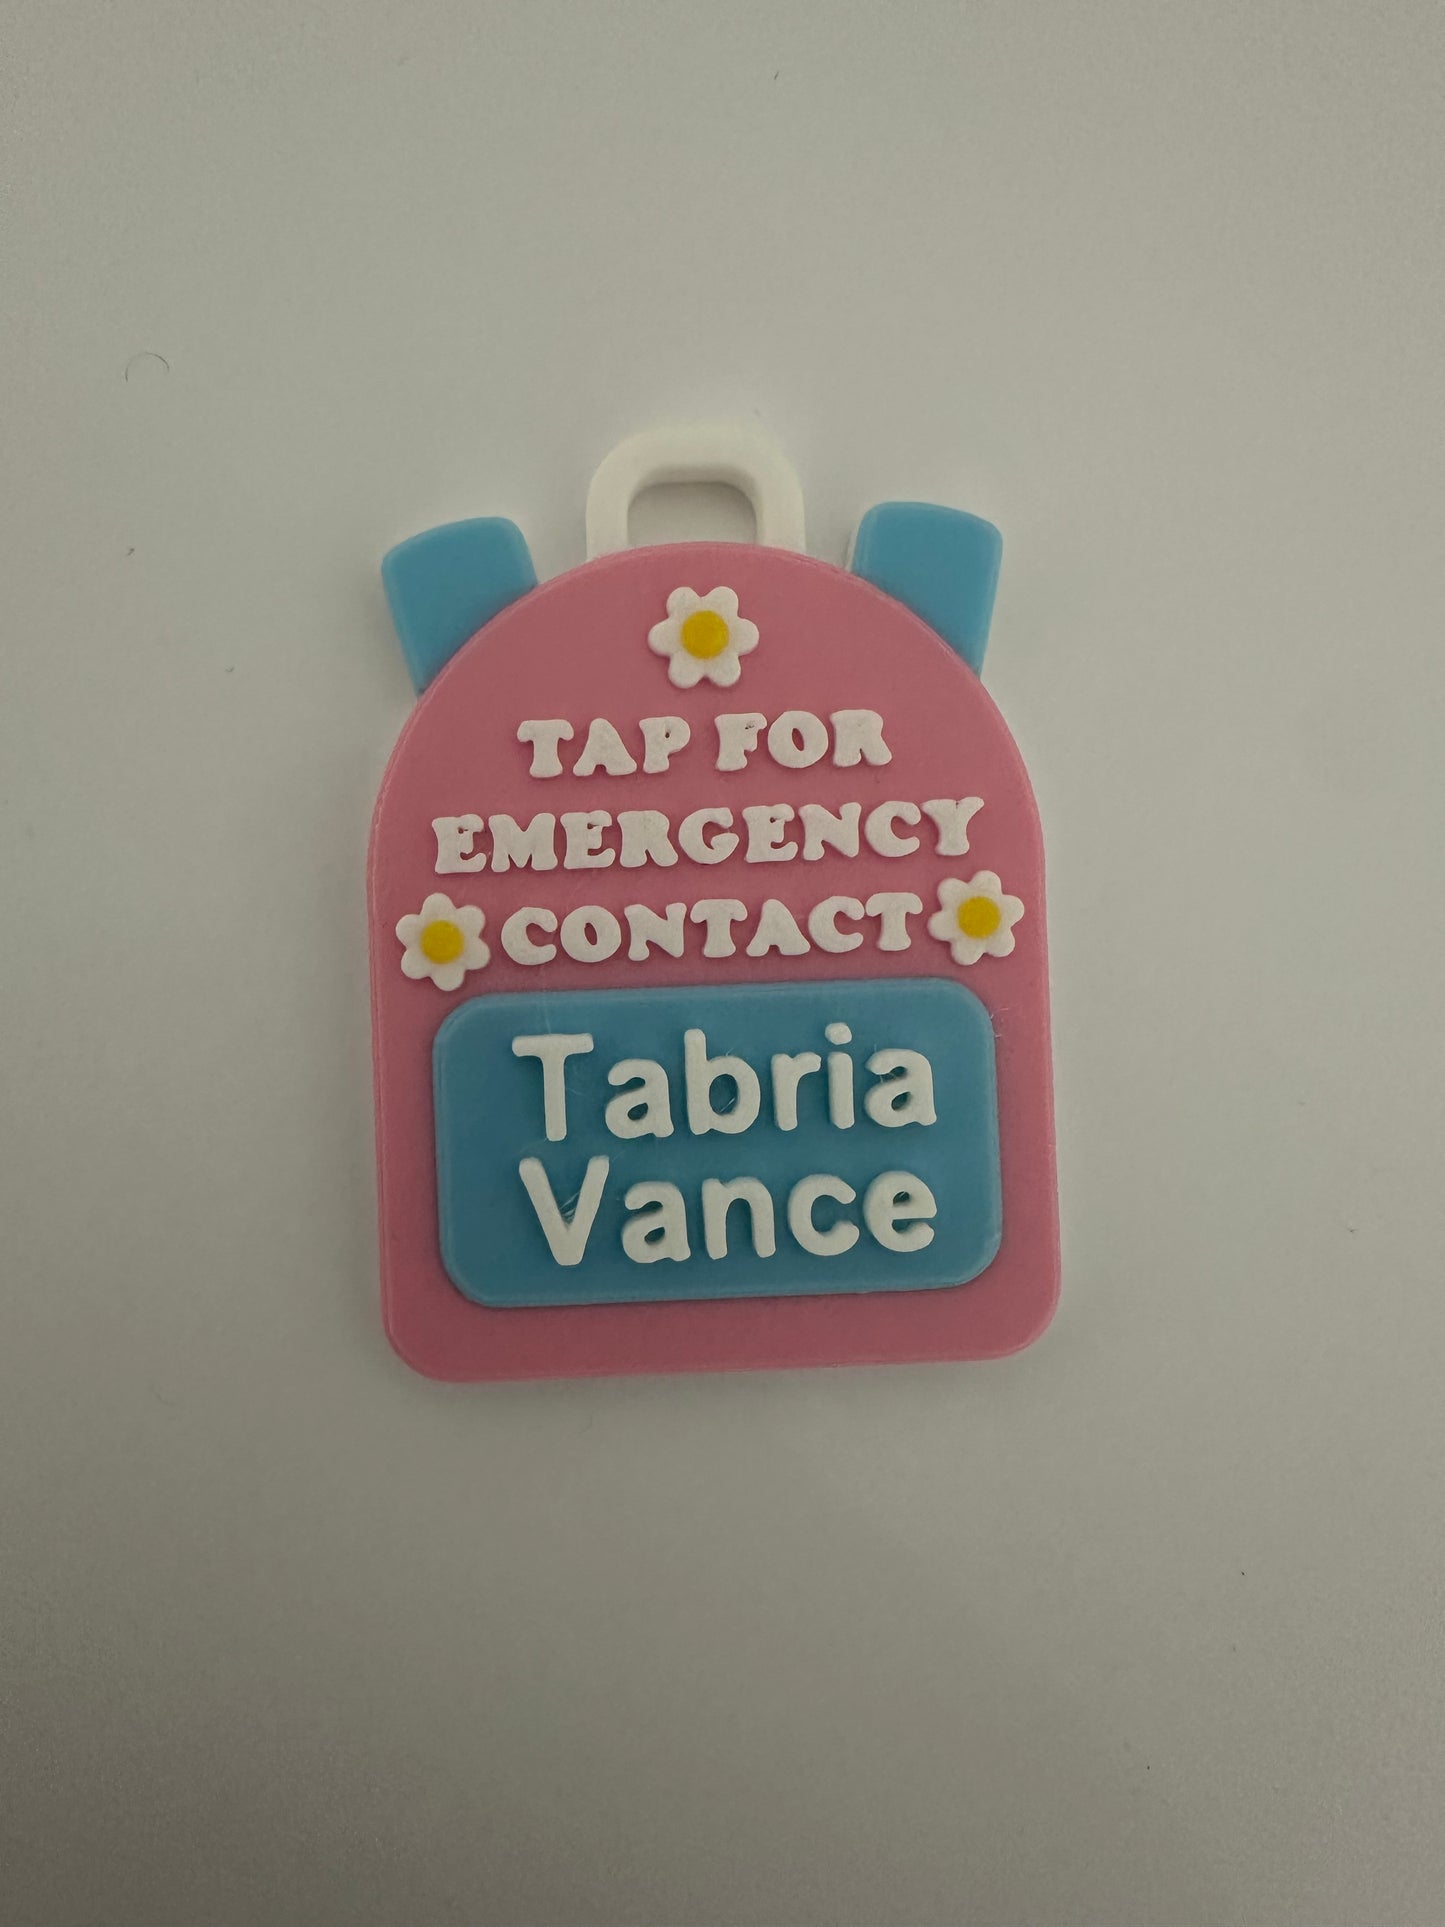 TAP FOR
EMERGENCY
CONTACT
Tabria
Vance